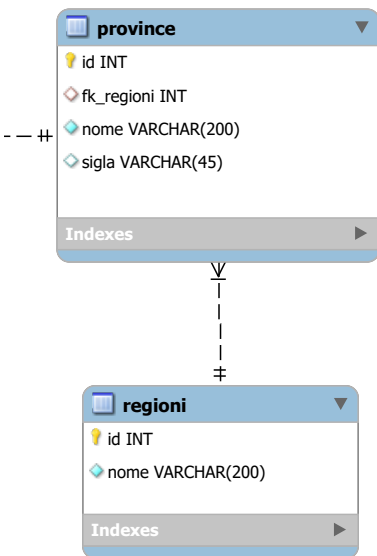 province
id INT
fk_regioni INT
nome VARCHAR(200)
sigla VARCHAR(45)
Indexes
regioni
id INT
nome VARCHAR(200)
Indexes